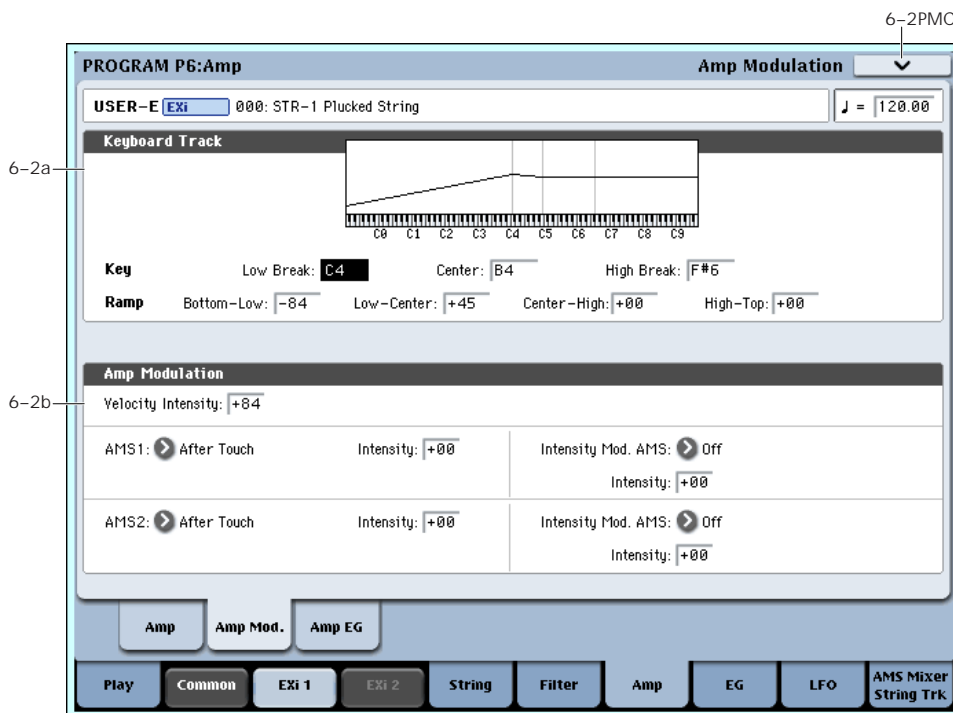 6-2PMC
PROGRAM P6:Amp Amp Modulation
USER-E EXi 000: STR-1 Plucked String ♩ = 120.00
Keyboard Track
6-2a
C0 C1 C2 C3 C4 C5 C6 C7 C8 C9
Key Low Break: C4 Center: B4 High Break: F#6
Ramp Bottom-Low: -84 Low-Center: +45 Center-High: +00 High-Top: +00
Amp Modulation
6-2b
Velocity Intensity: +84
AMS1: After Touch Intensity: +00 Intensity Mod. AMS: Off
Intensity: +00
AMS2: After Touch Intensity: +00 Intensity Mod. AMS: Off
Intensity: +00
Amp Amp Mod. Amp EG
Play Common EXi 1 EXi 2 String Filter Amp EG LFO AMS Mixer
String Trk